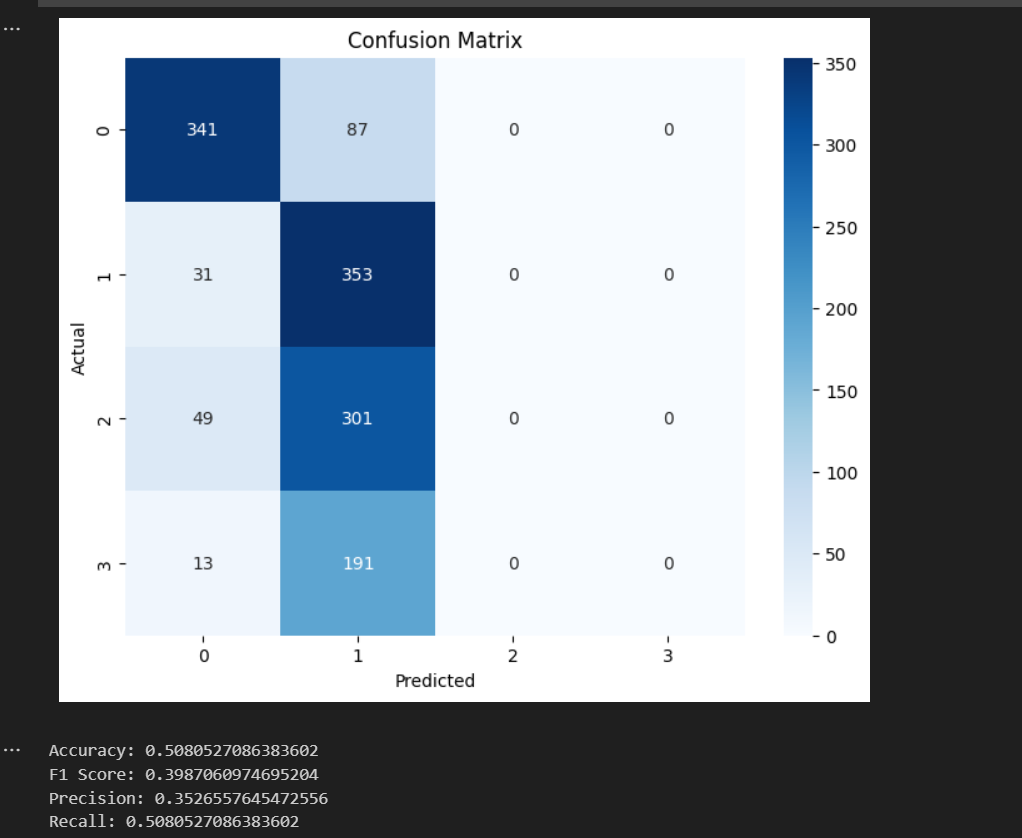 ...
Confusion Matrix
0 341 87 0 0
1 31 353 0 0
2 49 301 0 0
3 13 191 0 0
0 1 2 3
Predicted
Actual
350
300
250
200
150
100
50
0
...
Accuracy: 0.5080527086383602
F1 Score: 0.3987060974695204
Precision: 0.3526557645472556
Recall: 0.5080527086383602